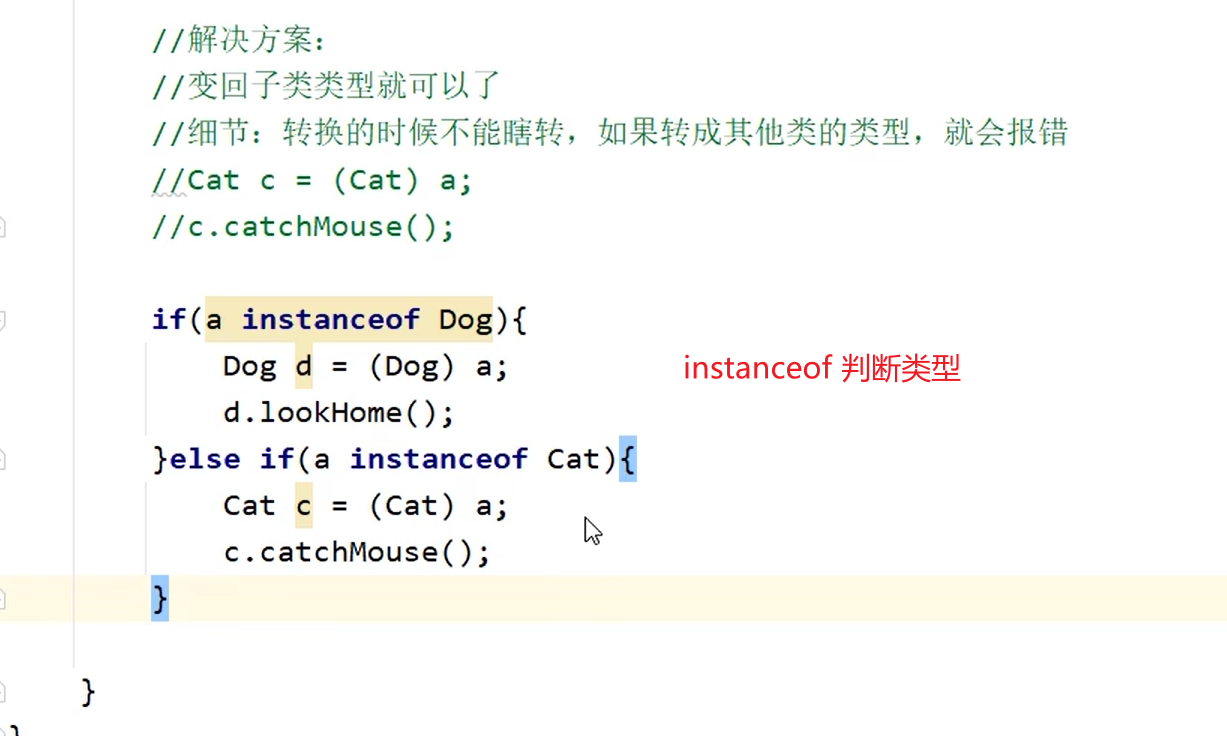 //解决方案：
//变回子类类型就可以了
//细节：转换的时候不能瞎转，如果转成其他类的类型，就会报错
//Cat c = (Cat) a;
//c.catchMouse();
if(a instanceof Dog){
Dog d = (Dog) a;
instanceof 判断类型
d.lookHome();
}else if(a instanceof Cat){
Cat c = (Cat) a;
c.catchMouse();
}
}
}